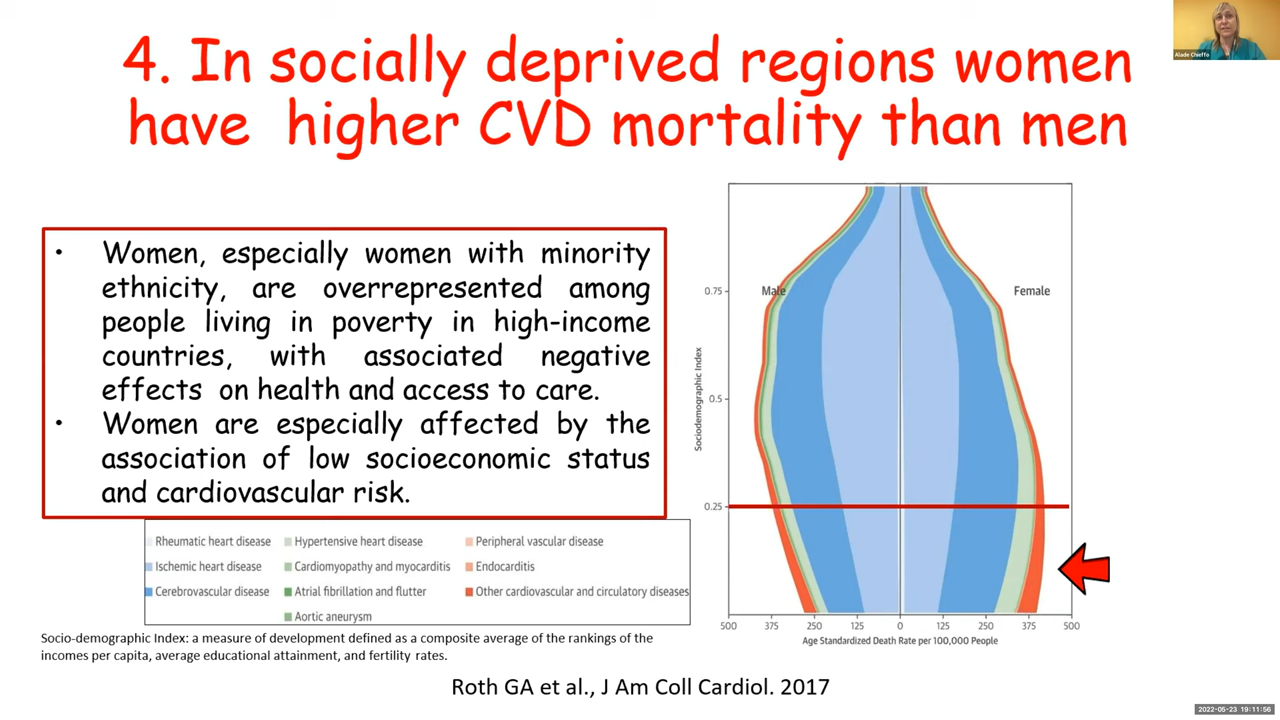 Alade Chieffo
4. In socially deprived regions women
have higher CVD mortality than men
• Women, especially women with minority
ethnicity, are overrepresented among
people living in poverty in high-income
countries, with associated negative
effects on health and access to care.
• Women are especially affected by the
association of low socioeconomic status
and cardiovascular risk.
Rheumatic heart disease
Hypertensive heart disease
Peripheral vascular disease
Ischemic heart disease
Cardiomyopathy and myocarditis
Endocarditis
Cerebrovascular disease
Atrial fibrillation and flutter
Other cardiovascular and circulatory diseases
Aortic aneurysm
Socio-demographic Index: a measure of development defined as a composite average of the rankings of the
incomes per capita, average educational attainment, and fertility rates.
Male
Female
Sociodemographic Index
0.75
0.5
0.25
500 375 250 125 0 125 250 375 500
Age Standardized Death Rate per 100,000 People
Roth GA et al., J Am Coll Cardiol. 2017
2022-05-23 19:11:56